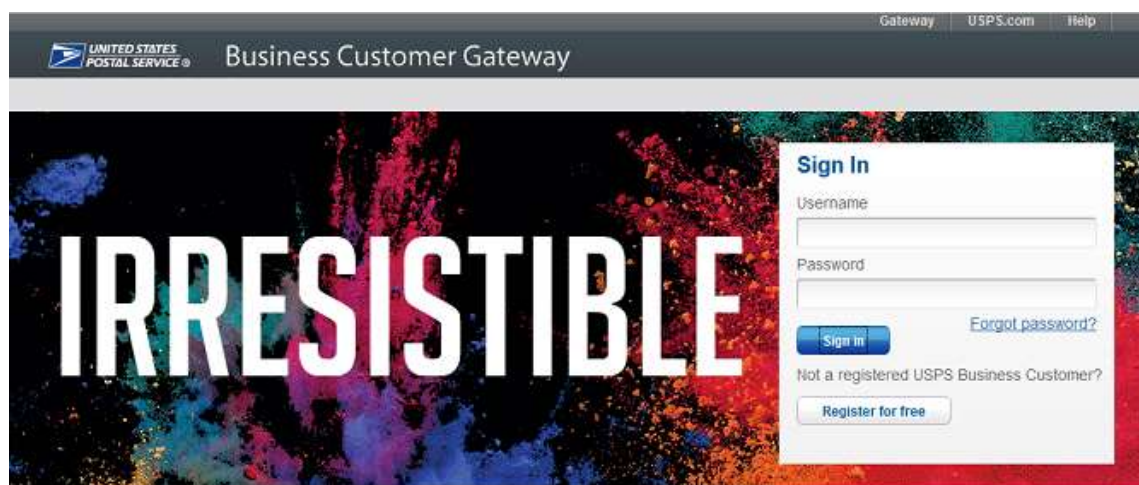 Gateway USPS.com Help
UNITED STATES
POSTAL SERVICE ®
Business Customer Gateway
IRRESISTIBLE
Sign In
Username
Password
Forgot password?
Sign in
Not a registered USPS Business Customer?
Register for free